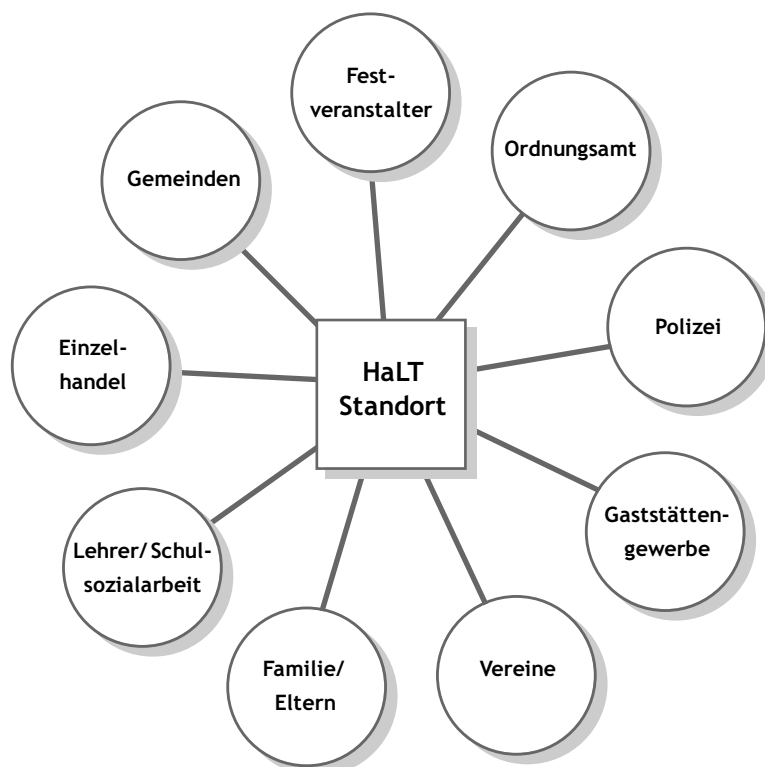 Fest-
veranstalter
Ordnungsamt
Gemeinden
Polizei
Einzel-
handel
HaLT
Standort
Gaststätten-
gewerbe
Lehrer/Schul-
sozialarbeit
Familie/
Eltern
Vereine